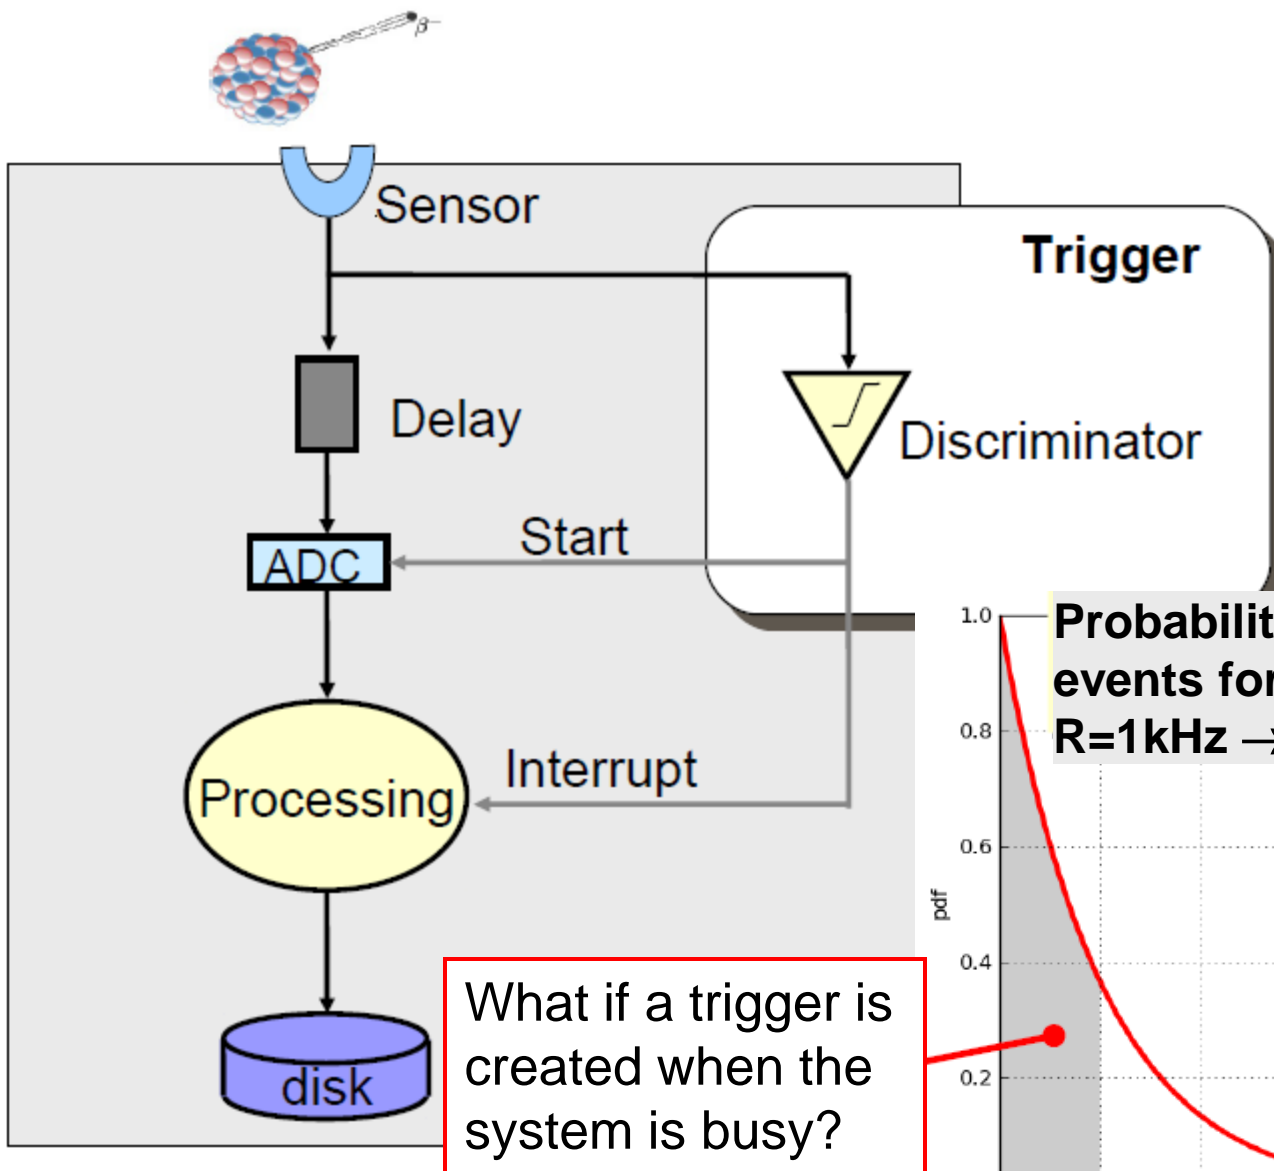 β⁻
Sensor
Trigger
Delay
Discriminator
Start
ADC
Interrupt
Processing
disk
What if a trigger is
created when the
system is busy?
events for
R=1kHz →
1.0
0.8
0.6
0.4
0.2
pdf